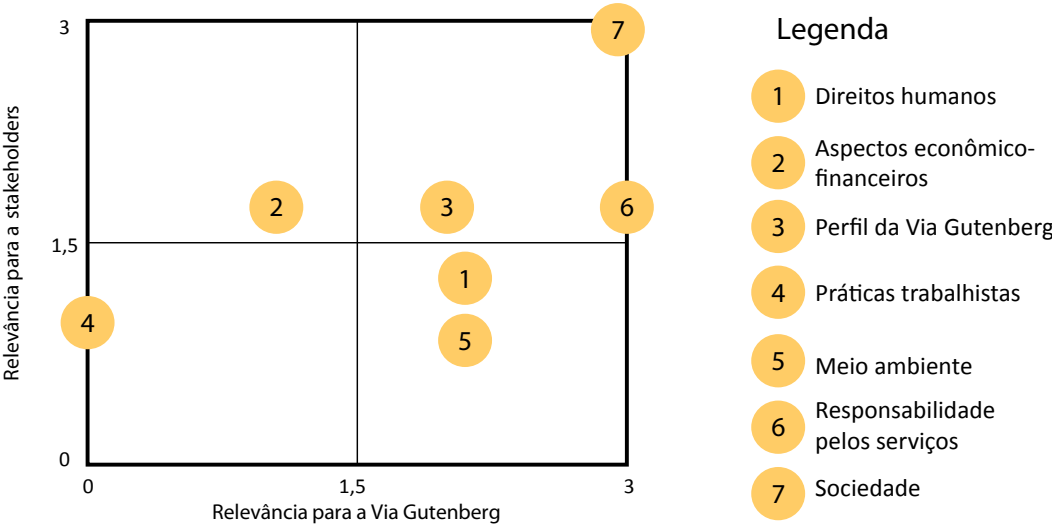 3
7
Legenda
1 Direitos humanos
2 Aspectos econômico-
financeiros
3 Perfil da Via Gutenberg
4 Práticas trabalhistas
5 Meio ambiente
6 Responsabilidade
pelos serviços
7 Sociedade
Relevância para a stakeholders
2
3
6
1,5
1
4
5
0
0
1,5
3
Relevância para a Via Gutenberg